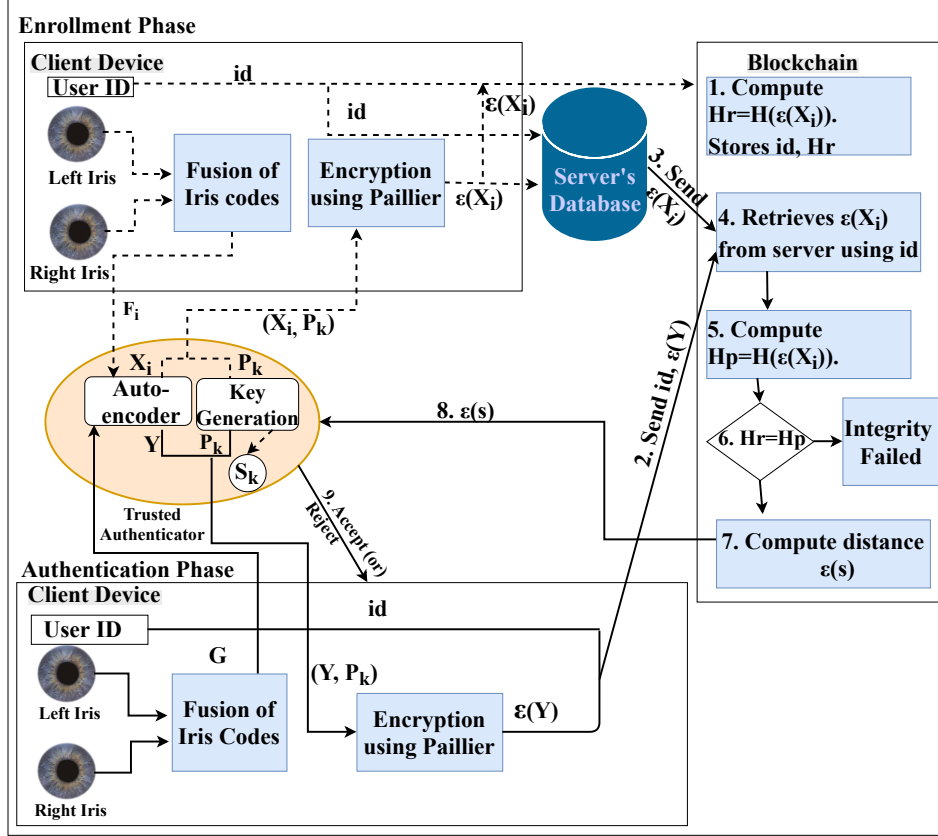 Enrollment Phase
Client Device
User ID
id
id
ε(Xi)
Left Iris
Right Iris
Fusion of
Iris codes
Encryption
using Paillier
ε(Xi)
Server's
Database
3. Send
ε(Xi)
Blockchain
1. Compute
Hr=H(ε(Xi)).
Stores id, Hr
4. Retrieves ε(Xi)
from server using id
5. Compute
Hp=H(ε(Xi)).
6. Hr=Hp
Integrity
Failed
7. Compute distance
ε(s)
Fi
(Xi, Pk)
Xi
Pk
Auto-
encoder
Key
Generation
Y
Pk
Sk
Trusted
Authenticator
8. ε(s)
9. Accept (or)
Reject
2. Send id, ε(Y)
Authentication Phase
Client Device
User ID
id
G
(Y, Pk)
Left Iris
Right Iris
Fusion of
Iris Codes
Encryption
using Paillier
ε(Y)